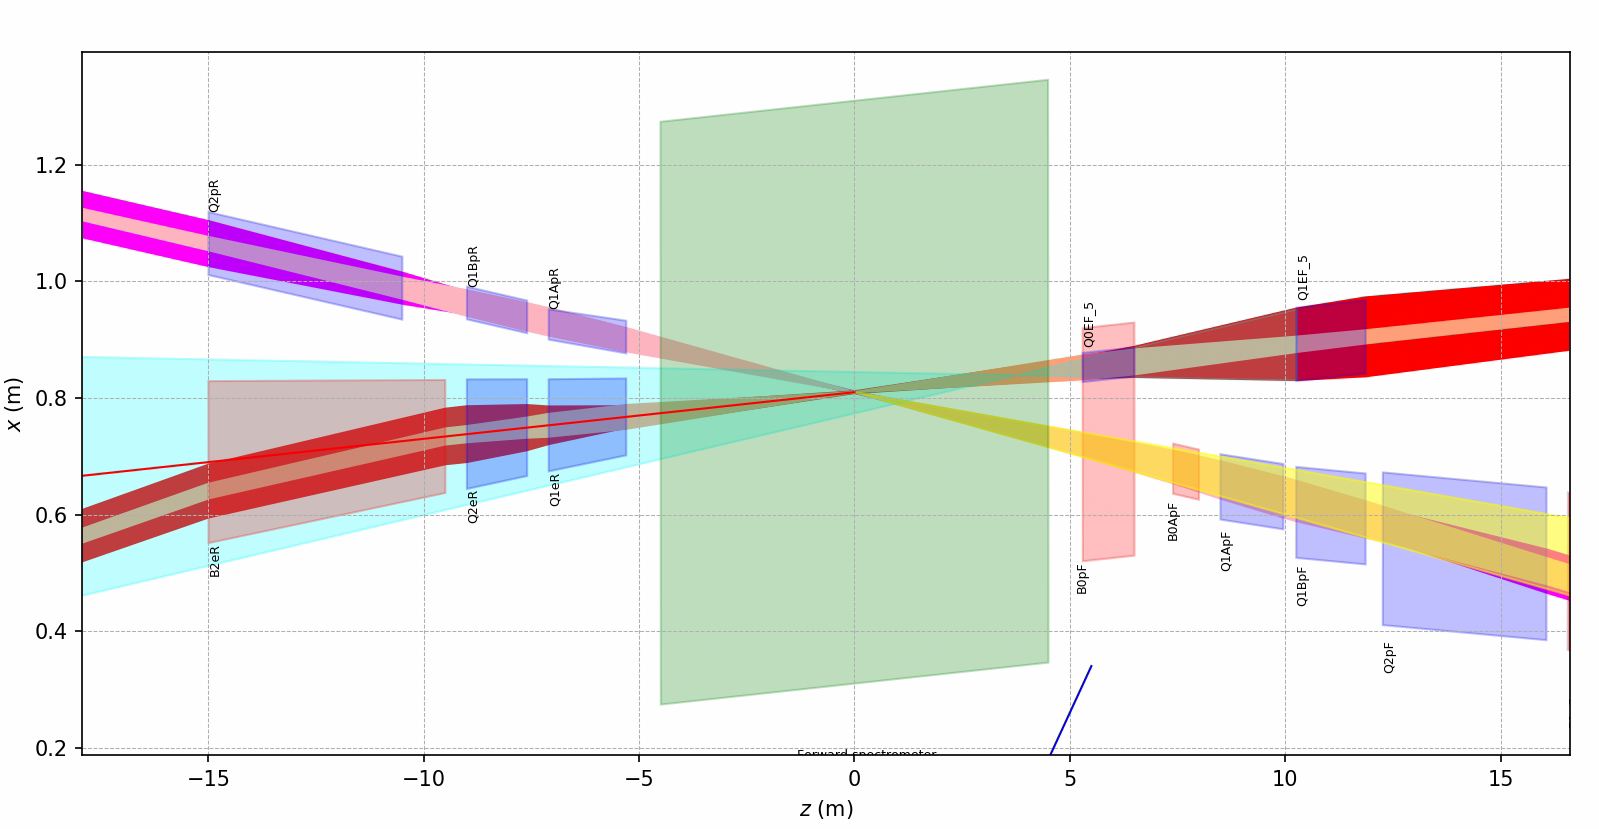 1.2
1.0
0.8
0.6
0.4
0.2
x (m)
Q2pR
Q1BpR
Q1ApR
Q2eR
Q1eR
B2eR
Q0EF_5
Q1EF_5
B0pF
B0ApF
Q1ApF
Q1BpF
Q2pF
Forward spectrometer
−15
−10
−5
0
5
10
15
z (m)